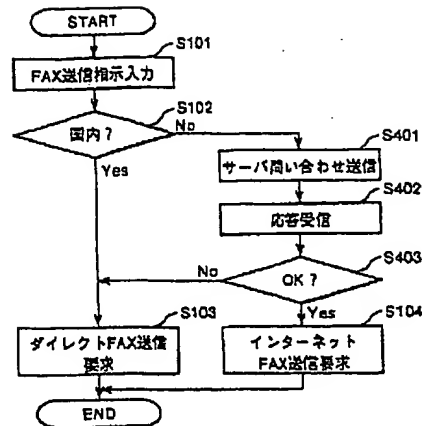 START
S101
FAX送信指示入力
S102
国内?
No
Yes
S401
サーバ問い合わせ送信
S402
応答受信
S403
OK?
No
Yes
S103
ダイレクトFAX送信
要求
S104
インターネット
FAX送信要求
END